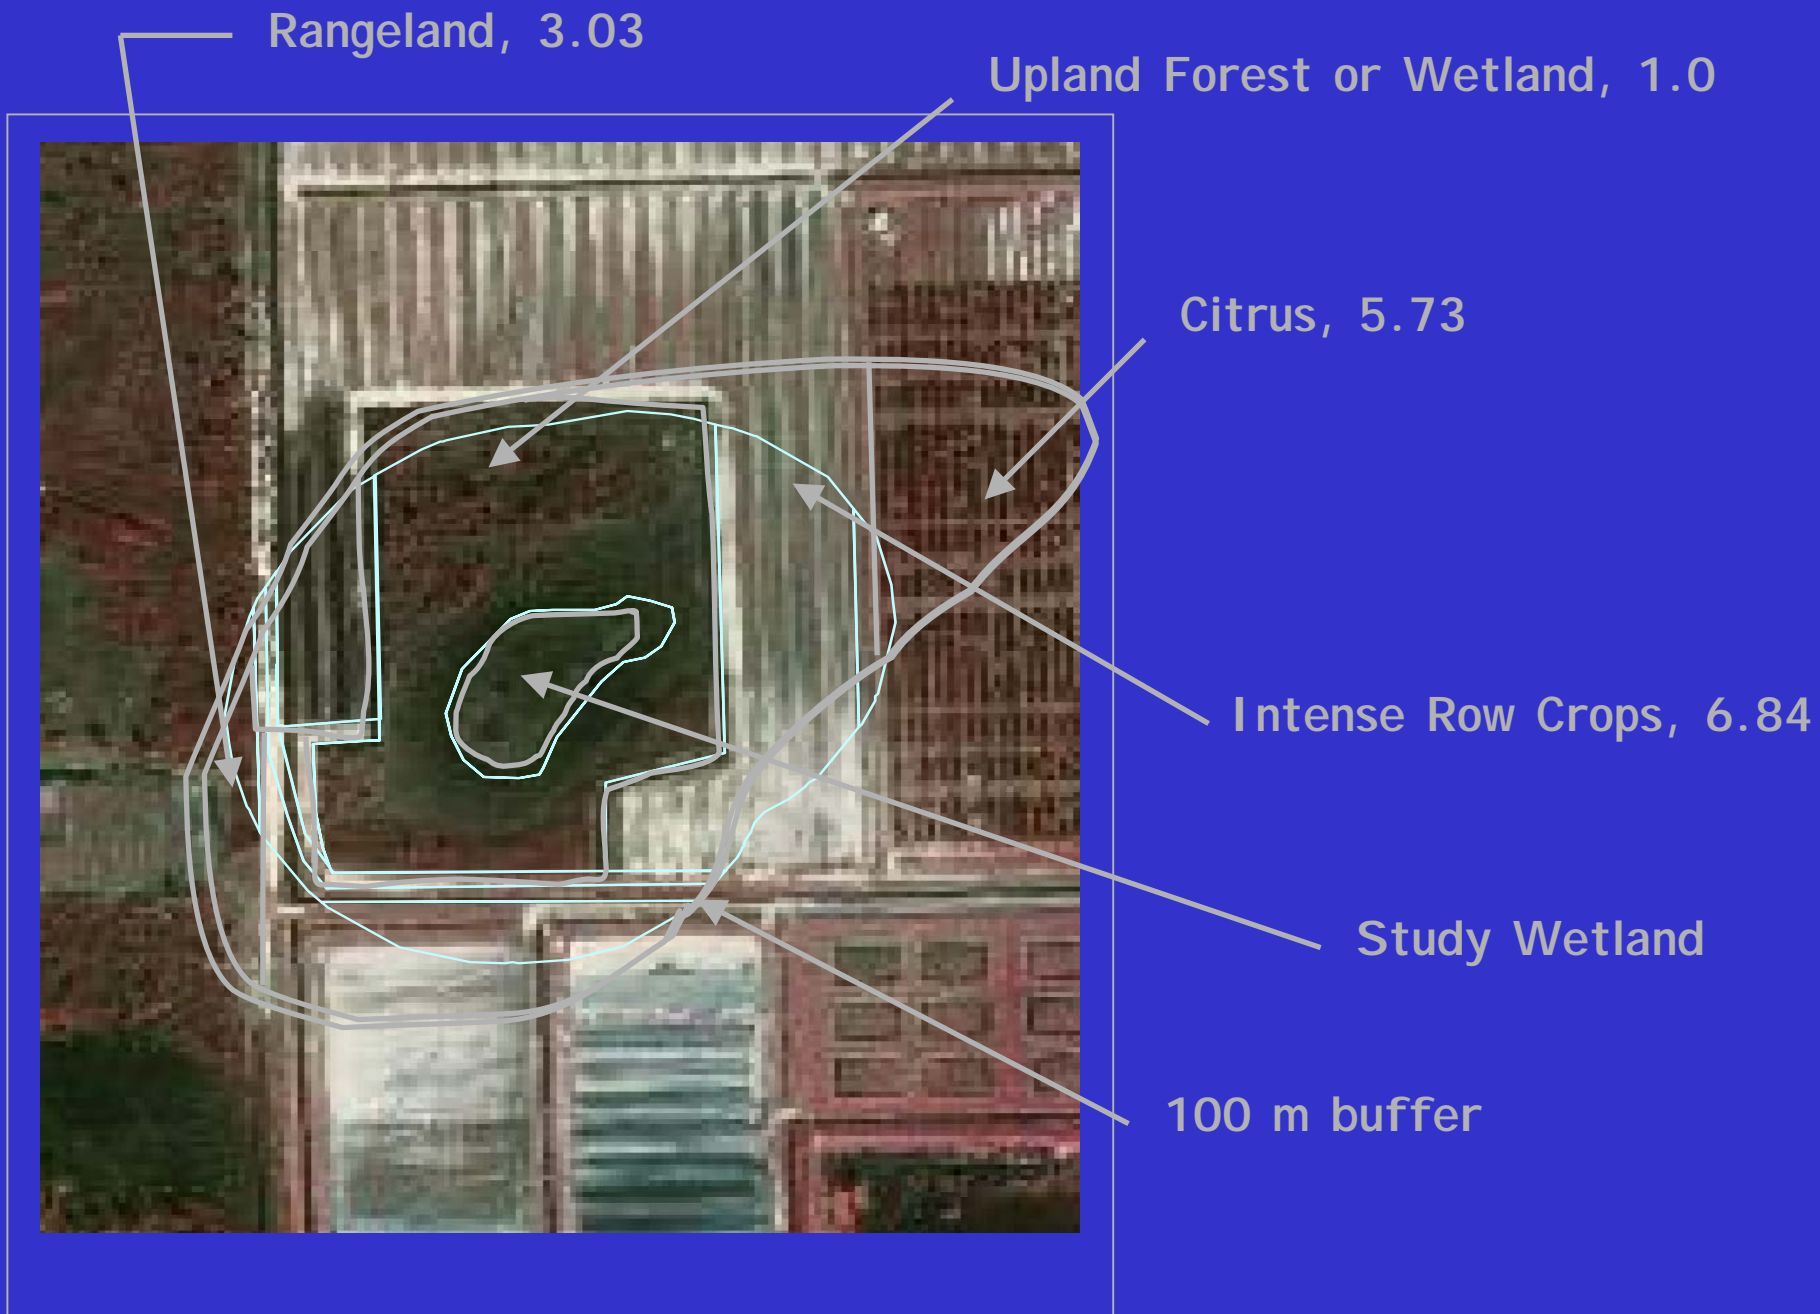 Rangeland, 3.03
Upland Forest or Wetland, 1.0
Citrus, 5.73
Intense Row Crops, 6.84
Study Wetland
100 m buffer